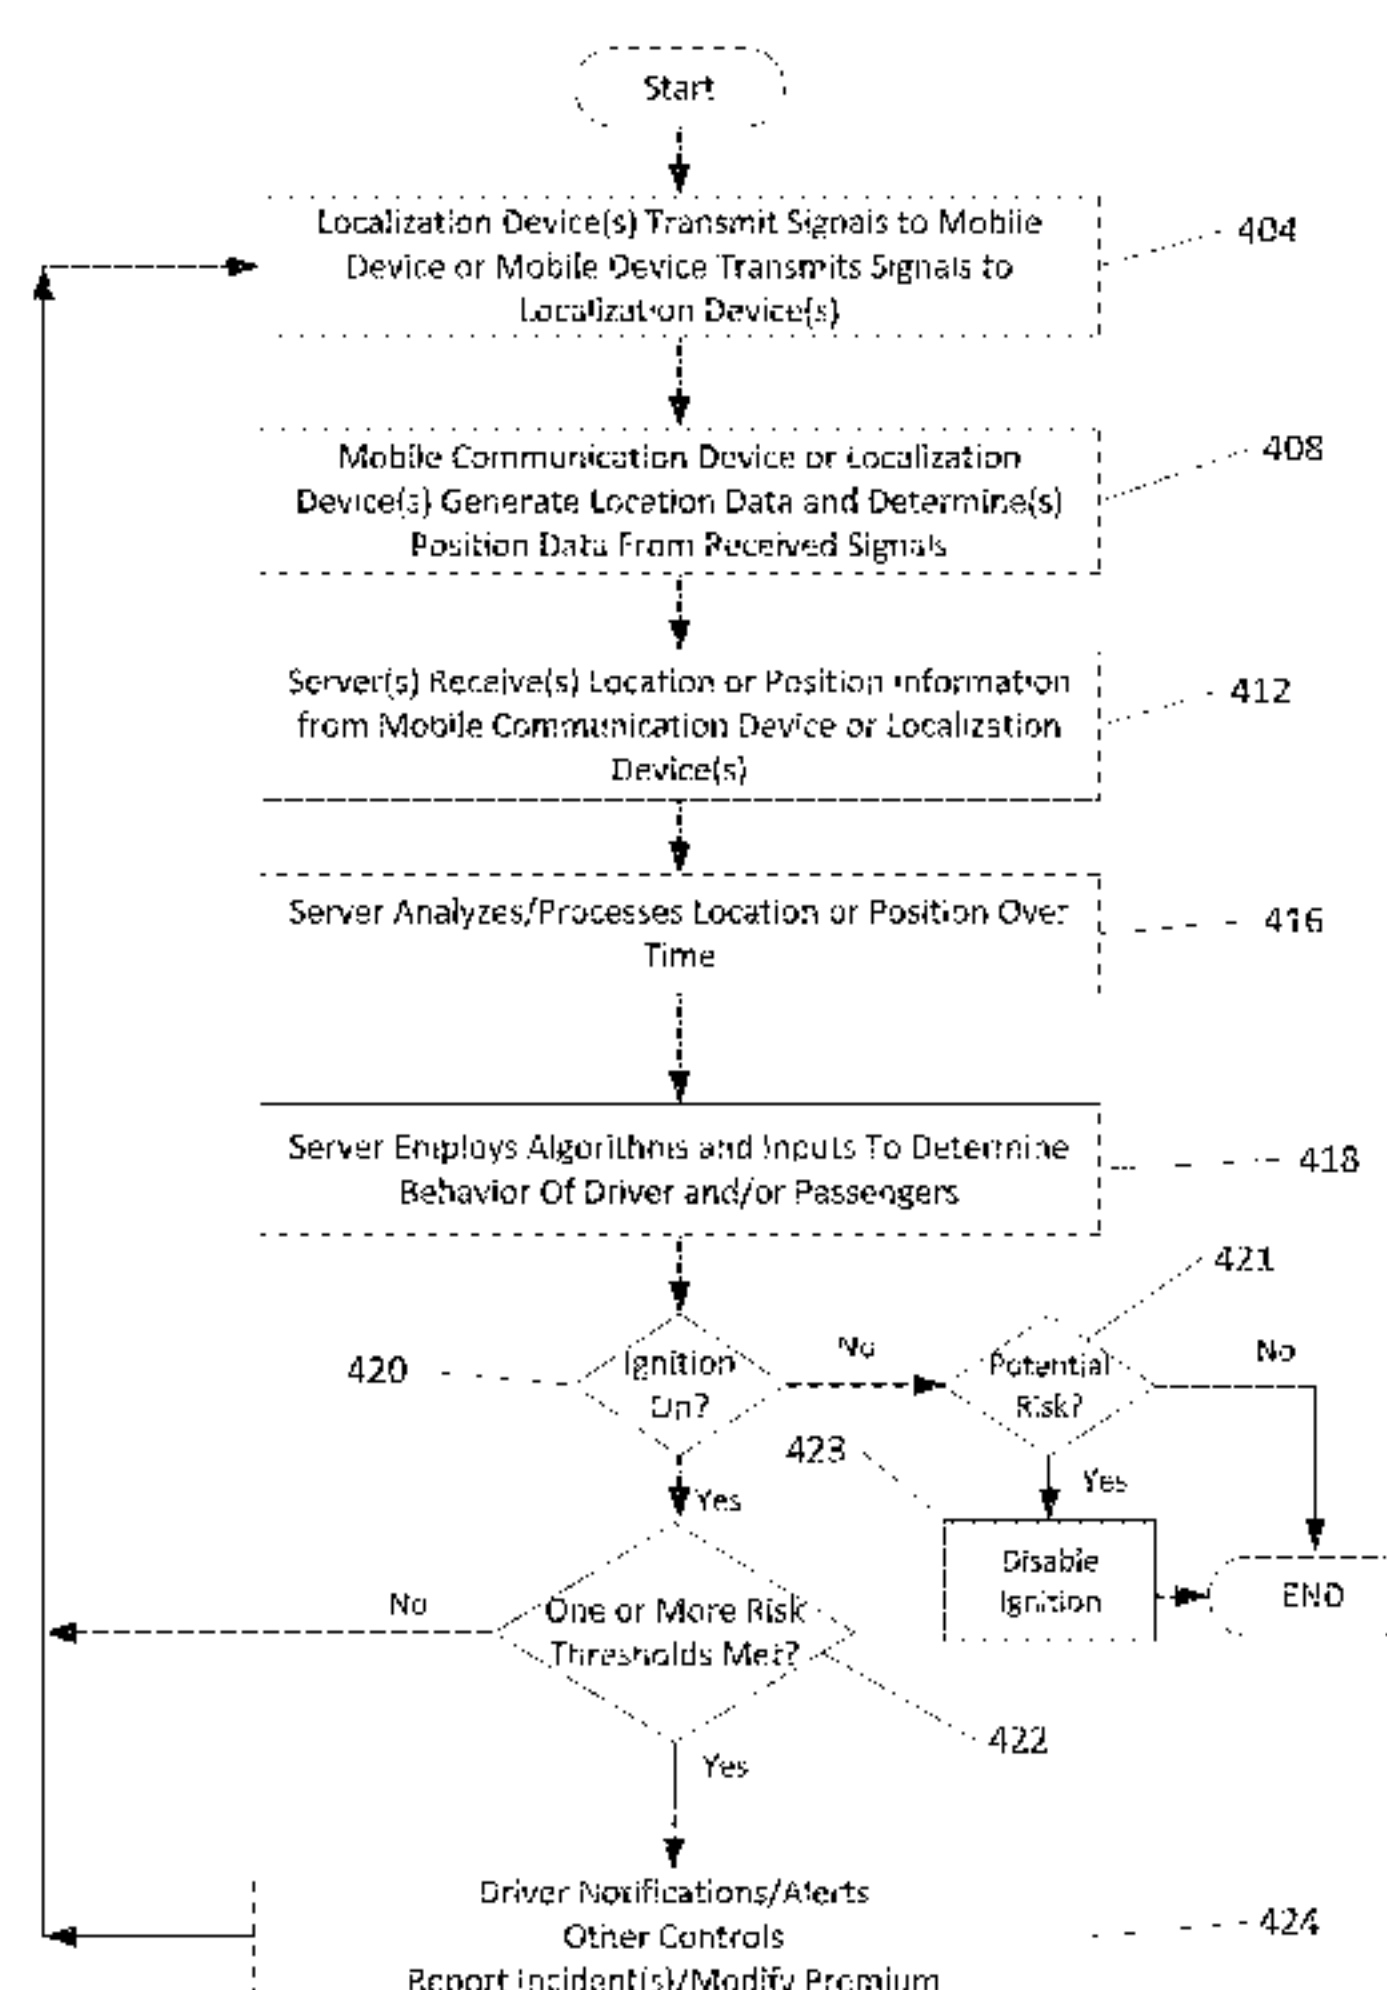 Start
Localization Device(s) Transmit Signals to Mobile
Device or Mobile Device Transmits Signals to
Localization Device(s)
404
Mobile Communication Device or Localization
Device(s) Generate Location Data and Determine(s)
Position Data From Received Signals
408
Server(s) Receive(s) Location or Position Information
from Mobile Communication Device or Localization
Device(s)
412
Server Analyzes/Processes Location or Position Over
Time
416
Server Employs Algorithms and Inputs To Determine
Behavior Of Driver and/or Passengers
418
421
420
Ignition
On?
No
Potential
Risk?
No
423
Yes
Yes
Disable
Ignition
END
No
One or More Risk
Thresholds Met?
422
Yes
Driver Notifications/Alerts
Other Controls
Report Incident(s)/Modify Premium
424